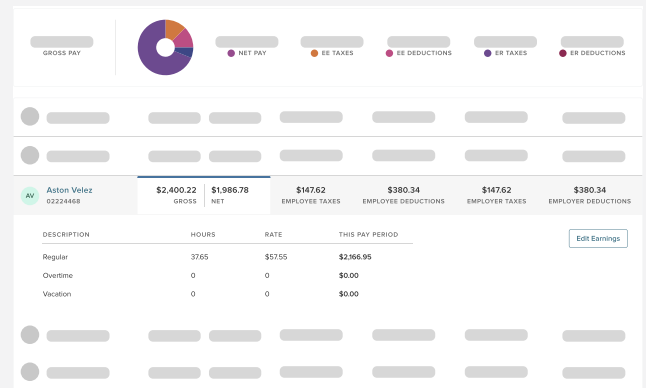 GROSS PAY NET PAY EE TAXES EE DEDUCTIONS ER TAXES ER DEDUCTIONS
AV Aston Velez $2,400.22 $1,986.78 $147.62 $380.34 $147.62 $380.34
02224468 GROSS NET EMPLOYEE TAXES EMPLOYEE DEDUCTIONS EMPLOYER TAXES EMPLOYER DEDUCTIONS
DESCRIPTION HOURS RATE THIS PAY PERIOD
Edit Earnings
Regular 37.65 $57.55 $2,166.95
Overtime 0 0 $0.00
Vacation 0 0 $0.00